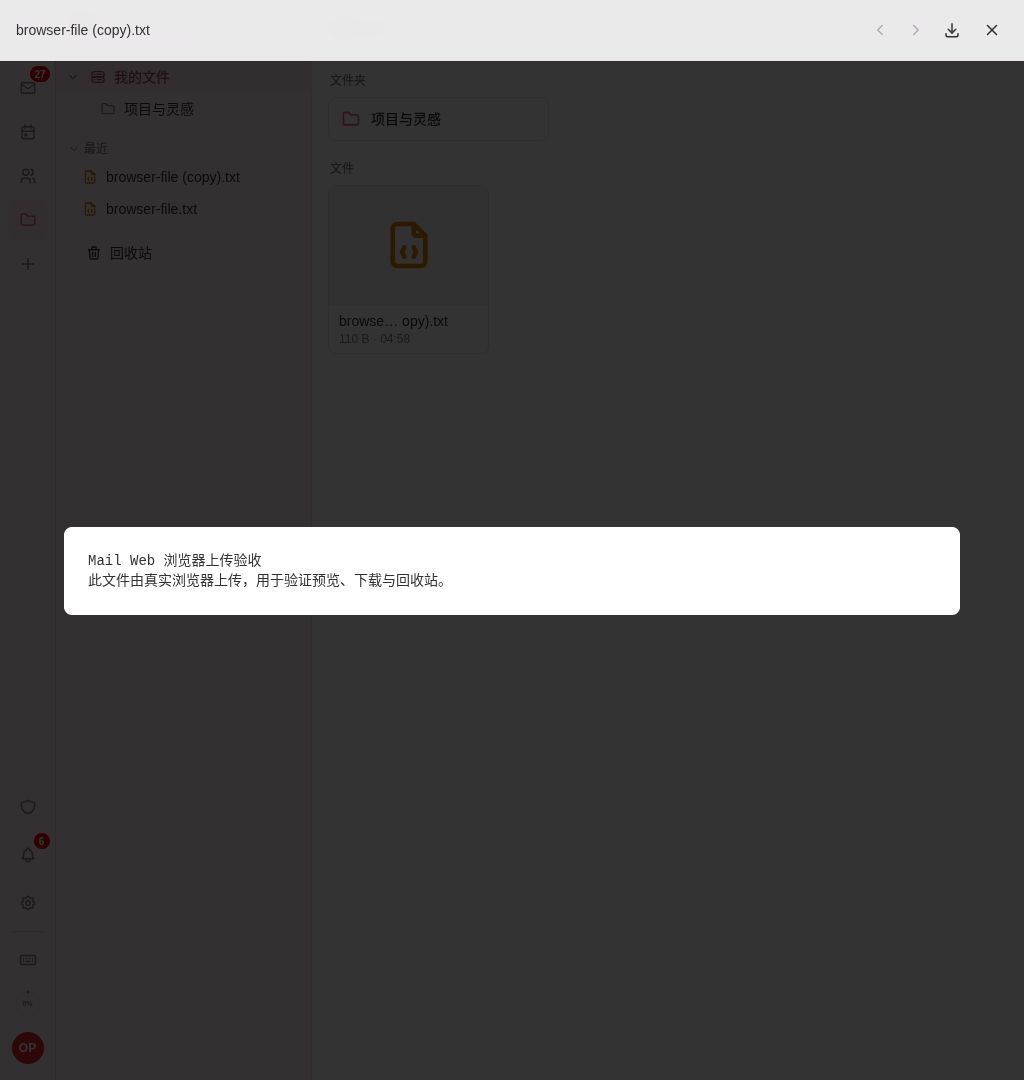 browser-file (copy).txt
27
我的文件
项目与灵感
最近
browser-file (copy).txt
browser-file.txt
回收站
文件夹
项目与灵感
文件
browse… opy).txt
110 B · 04:58
Mail Web 浏览器上传验收
此文件由真实浏览器上传，用于验证预览、下载与回收站。
6
0%
OP